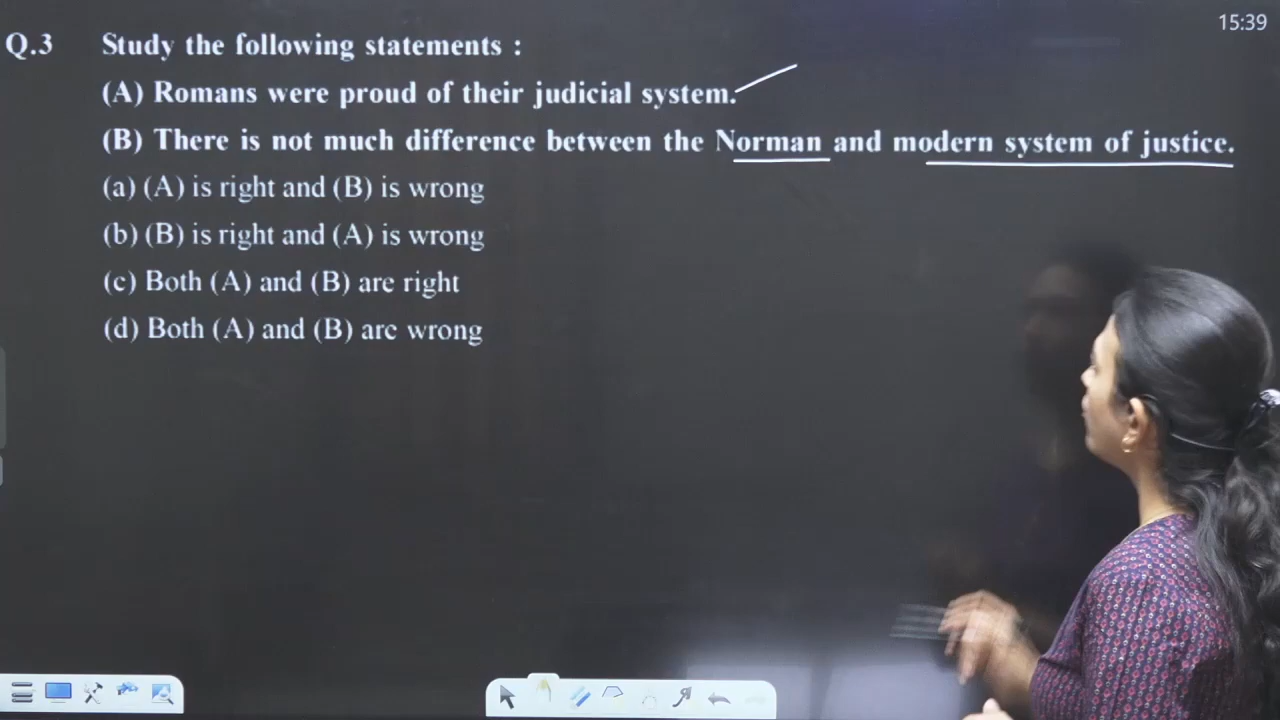 15:39
Q.3 Study the following statements :
(A) Romans were proud of their judicial system.
(B) There is not much difference between the Norman and modern system of justice.
(a) (A) is right and (B) is wrong
(b) (B) is right and (A) is wrong
(c) Both (A) and (B) are right
(d) Both (A) and (B) are wrong